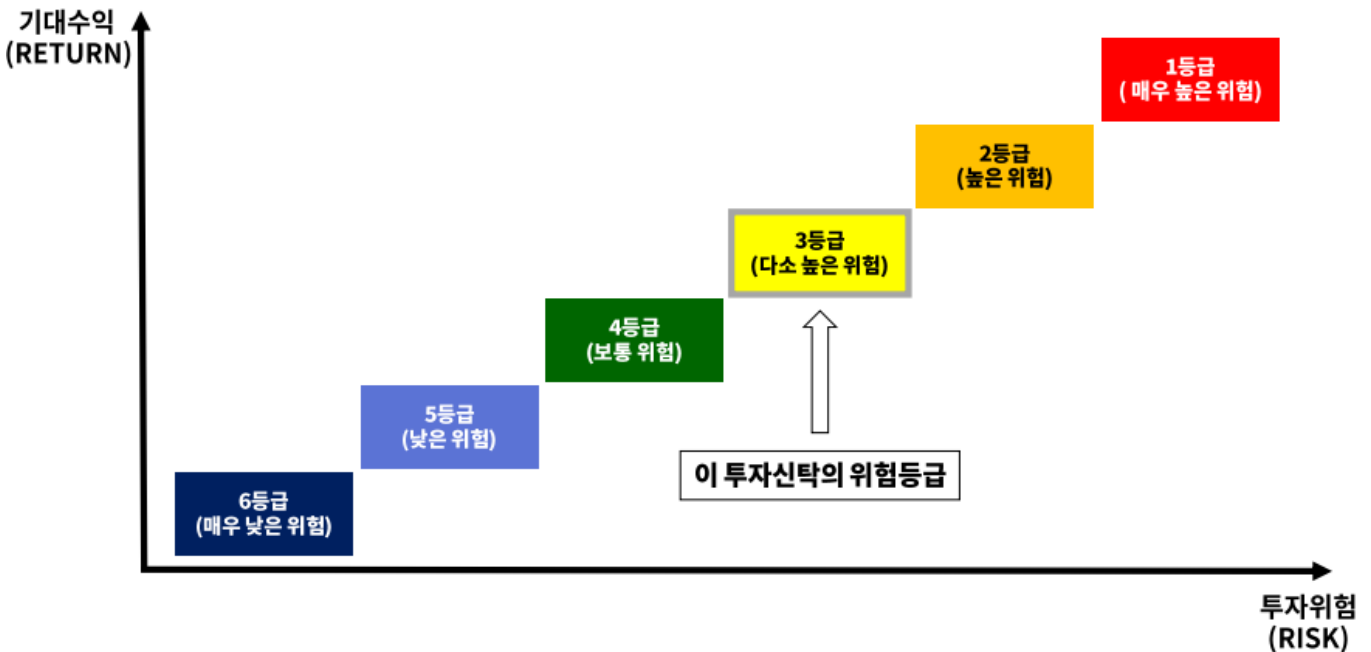 기대수익
(RETURN)
1등급
( 매우 높은 위험)
2등급
(높은 위험)
3등급
(다소 높은 위험)
4등급
(보통 위험)
5등급
(낮은 위험)
이 투자신탁의 위험등급
6등급
(매우 낮은 위험)
투자위험
(RISK)